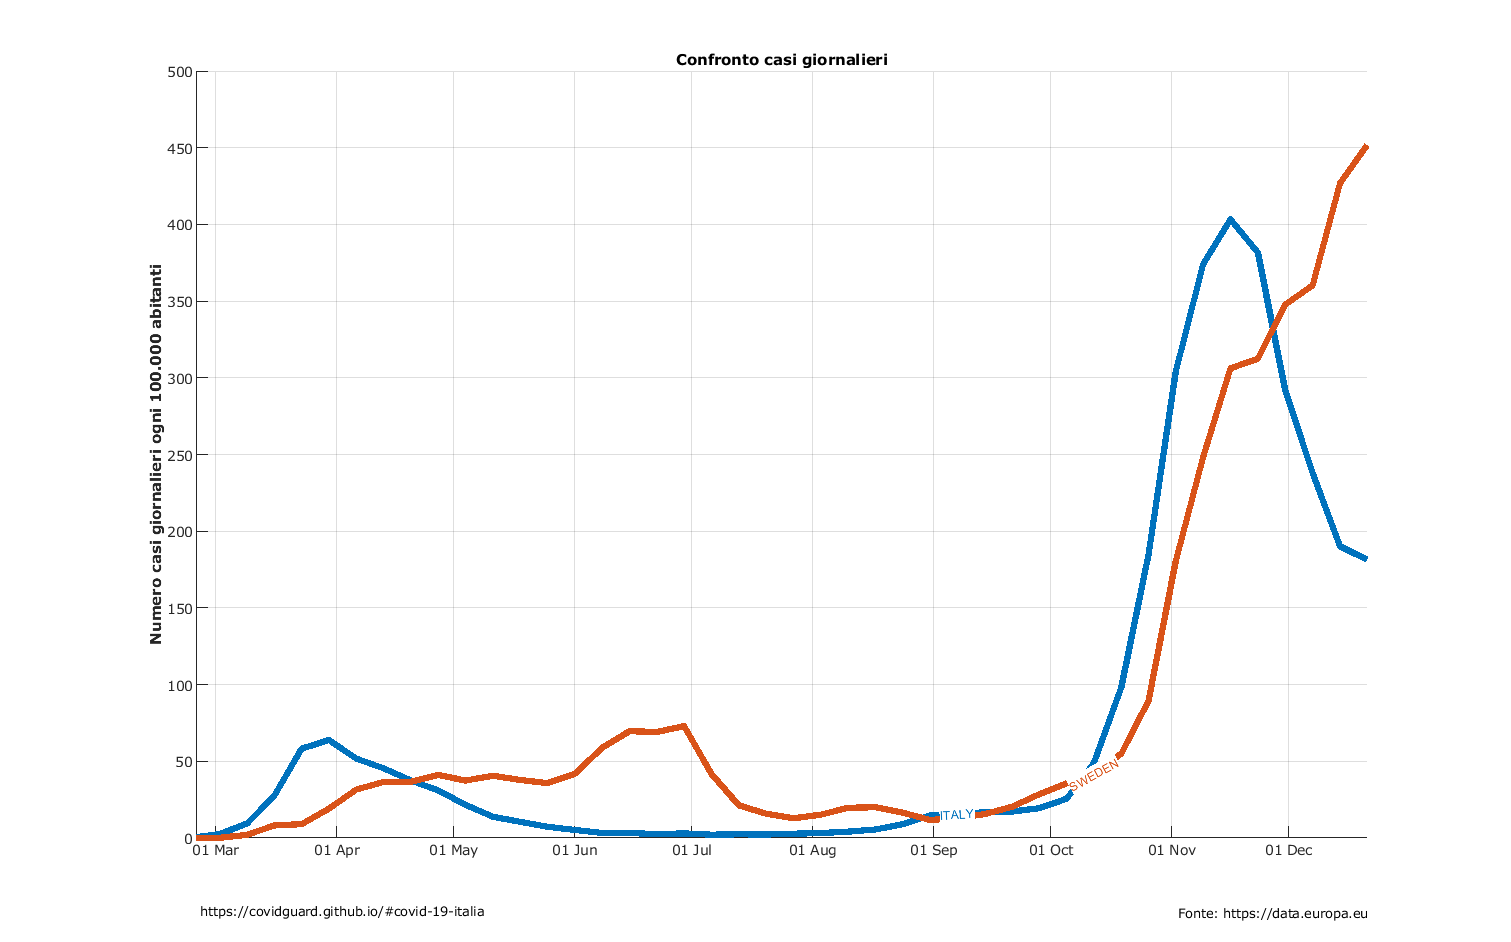 Confronto casi giornalieri
Numero casi giornalieri ogni 100.000 abitanti
500
450
400
350
300
250
200
150
100
50
0
ITALY
SWEDEN
01 Mar
01 Apr
01 May
01 Jun
01 Jul
01 Aug
01 Sep
01 Oct
01 Nov
01 Dec
https://covidguard.github.io/#covid-19-italia
Fonte: https://data.europa.eu